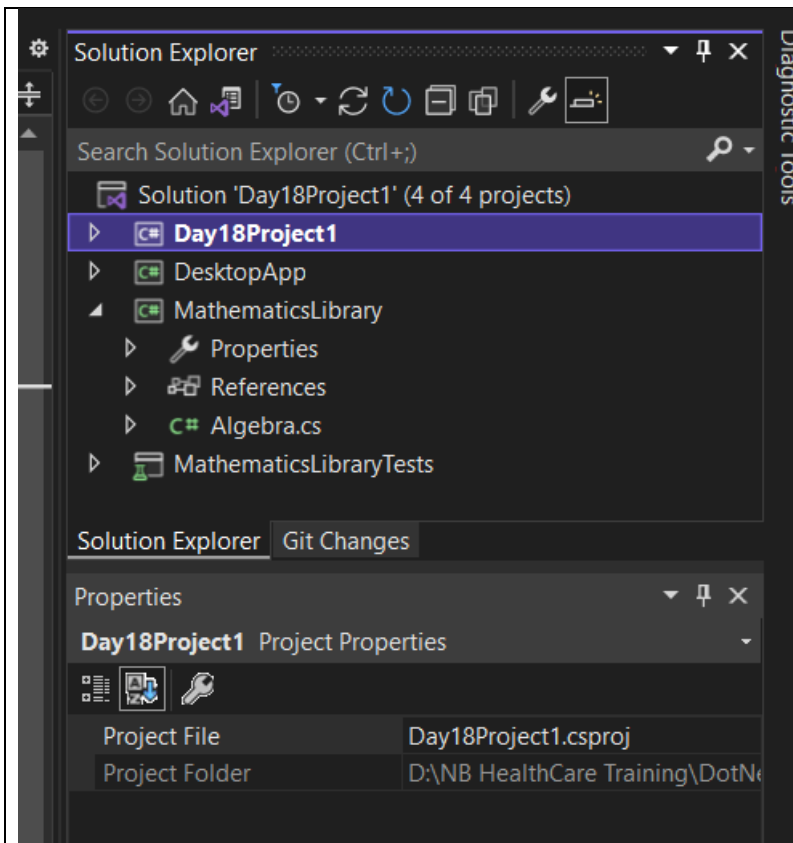 Solution Explorer
Search Solution Explorer (Ctrl+;)
Solution 'Day18Project1' (4 of 4 projects)
C# Day18Project1
C# DesktopApp
C# MathematicsLibrary
Properties
References
C# Algebra.cs
MathematicsLibraryTests
Solution Explorer Git Changes
Properties
Day18Project1 Project Properties
Project File Day18Project1.csproj
Project Folder D:\NB HealthCare Training\DotNe
Diagnostic Tools